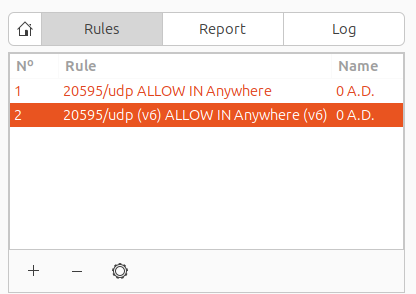 Rules Report Log
Nº Rule Name
1 20595/udp ALLOW IN Anywhere 0 A.D.
2 20595/udp (v6) ALLOW IN Anywhere (v6) 0 A.D.